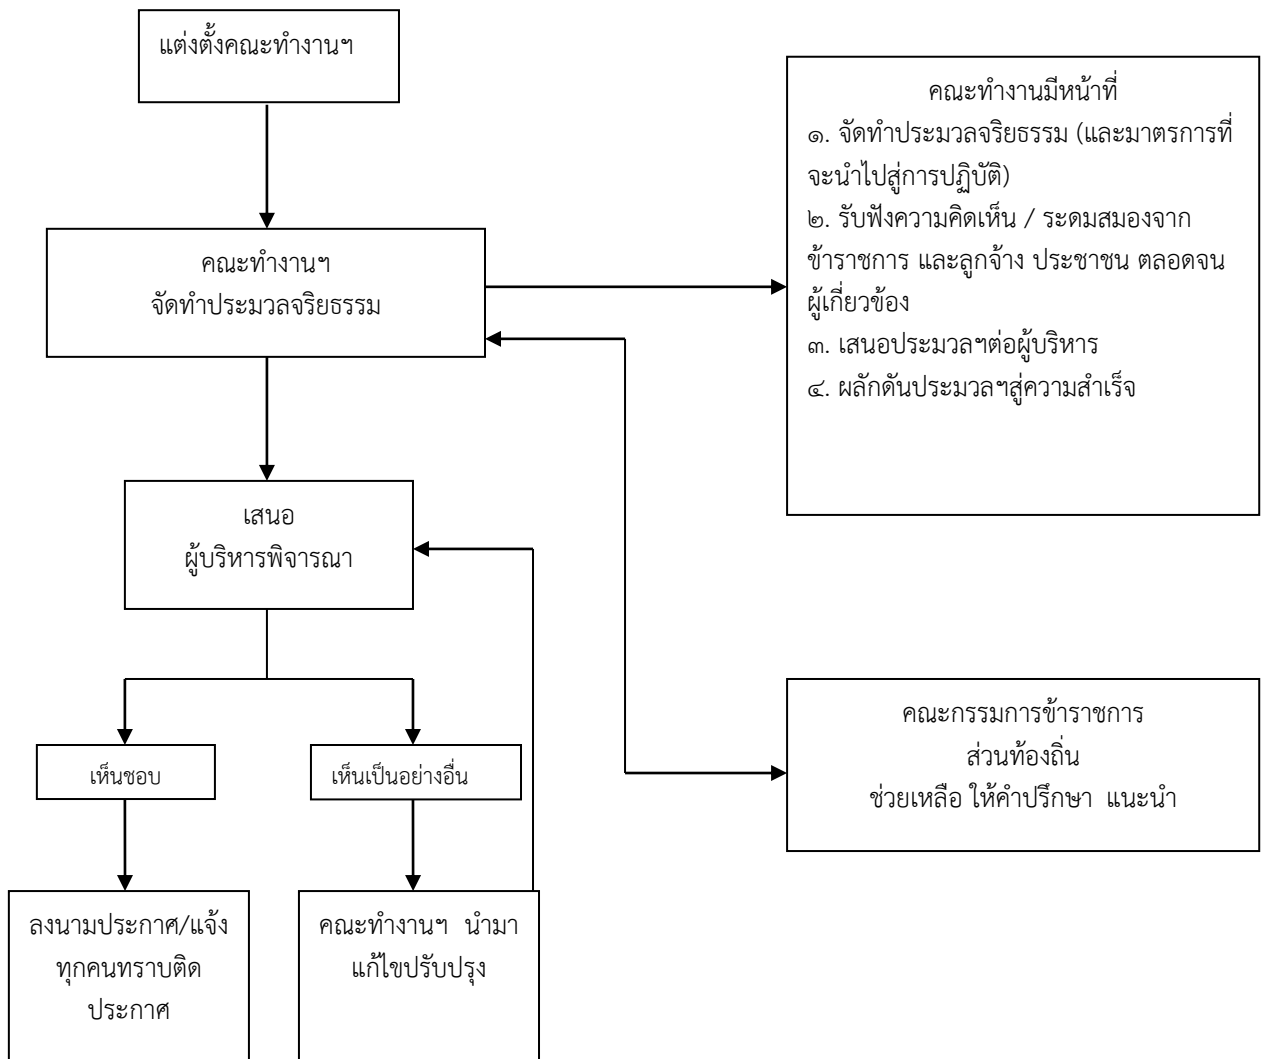 แต่งตั้งคณะทำงานฯ
คณะทำงานมีหน้าที่
๑. จัดทำประมวลจริยธรรม (และมาตรการที่
จะนำไปสู่การปฏิบัติ)
๒. รับฟังความคิดเห็น / ระดมสมองจาก
ข้าราชการ และลูกจ้าง ประชาชน ตลอดจน
ผู้เกี่ยวข้อง
๓. เสนอประมวลฯต่อผู้บริหาร
๔. ผลักดันประมวลฯสู่ความสำเร็จ
คณะทำงานฯ
จัดทำประมวลจริยธรรม
เสนอ
ผู้บริหารพิจารณา
คณะกรรมการข้าราชการ
ส่วนท้องถิ่น
ช่วยเหลือ ให้คำปรึกษา แนะนำ
เห็นชอบ
เห็นเป็นอย่างอื่น
ลงนามประกาศ/แจ้ง
ทุกคนทราบติด
ประกาศ
คณะทำงานฯ นำมา
แก้ไขปรับปรุง